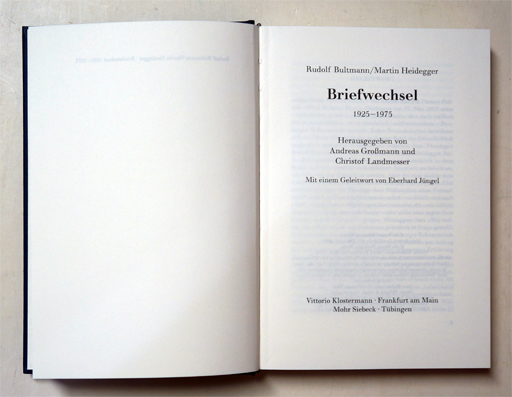 Rudolf Bultmann/Martin Heidegger
Briefwechsel
1925–1975
Herausgegeben von
Andreas Großmann und
Christof Landmesser
Mit einem Geleitwort von Eberhard Jüngel
Vittorio Klostermann · Frankfurt am Main
Mohr Siebeck · Tübingen